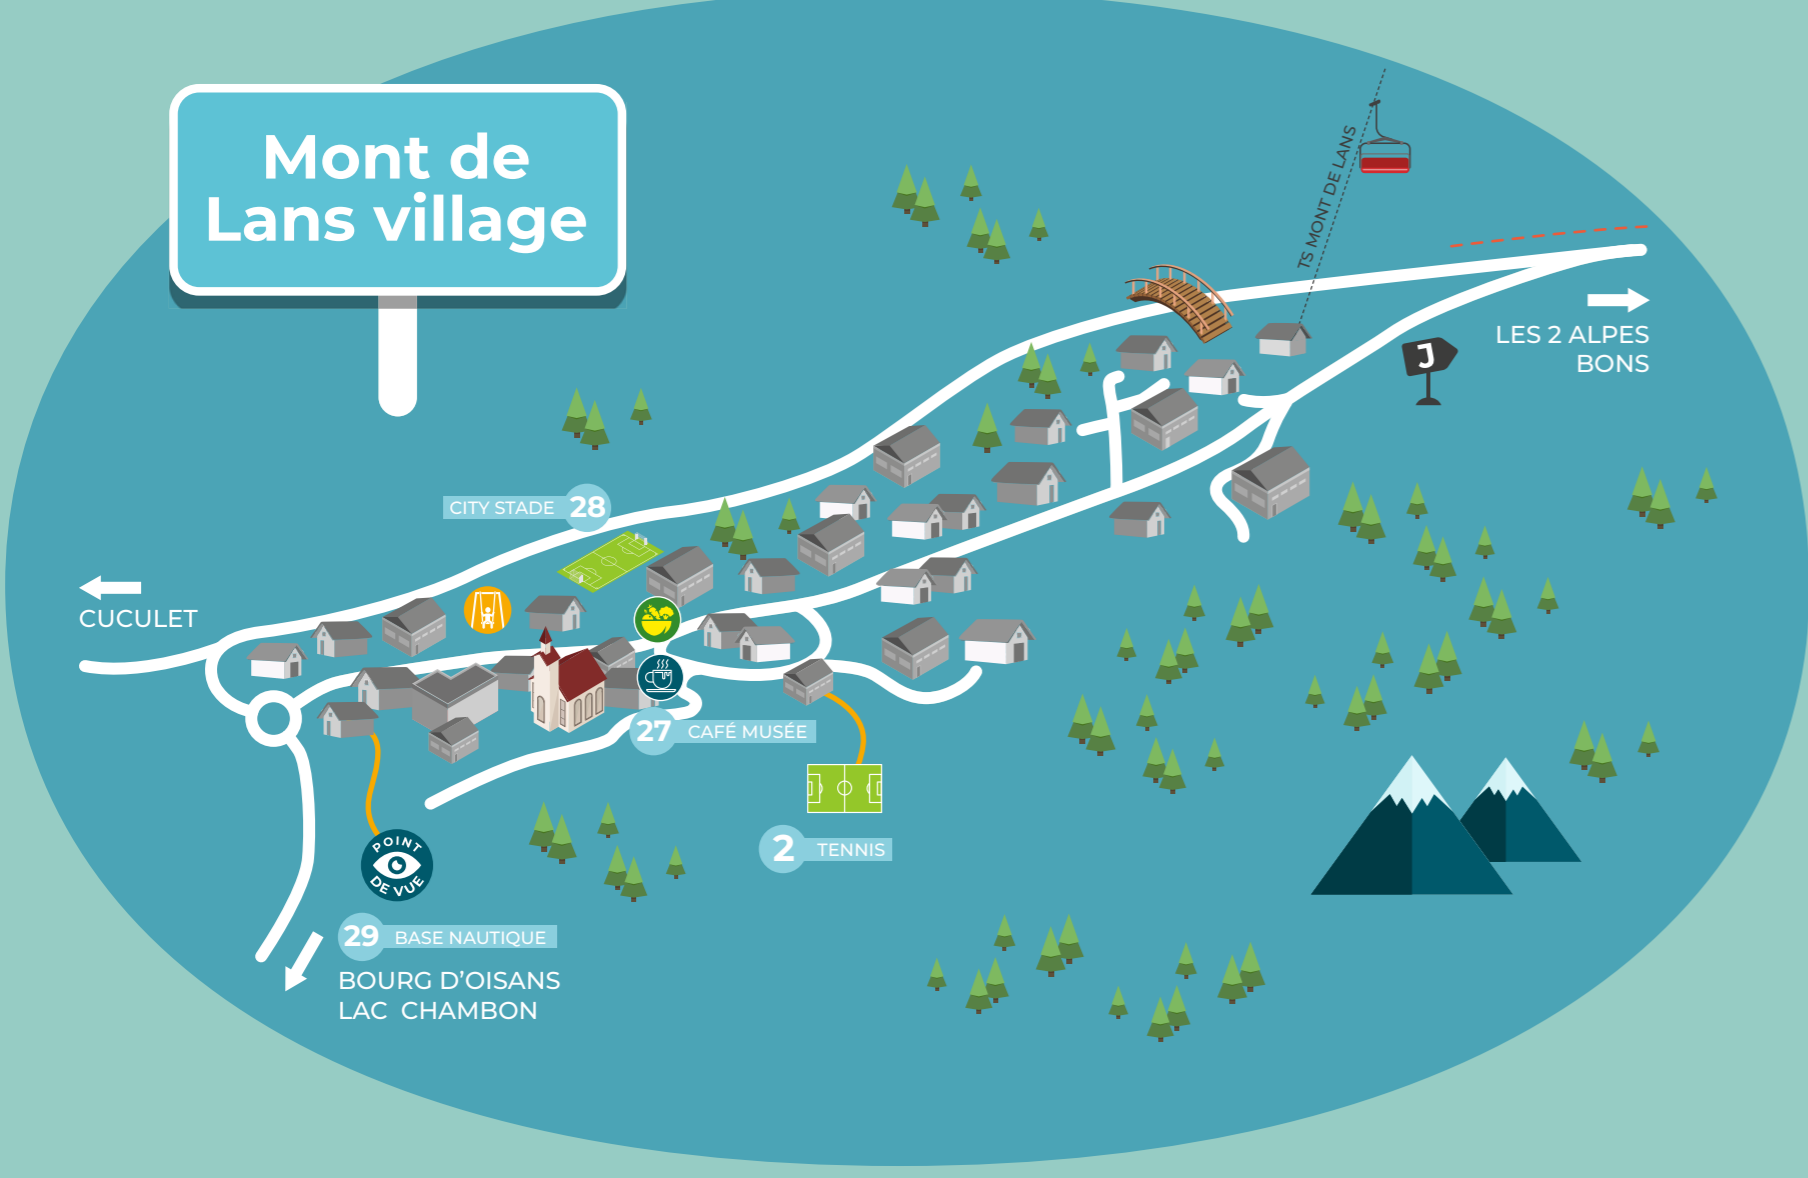 Mont de
Lans village
TS MONT DE LANS
LES 2 ALPES
BONS
J
CITY STADE 28
CUCULET
27 CAFÉ MUSÉE
2 TENNIS
POINT
DE VUE
29 BASE NAUTIQUE
BOURG D’OISANS
LAC CHAMBON